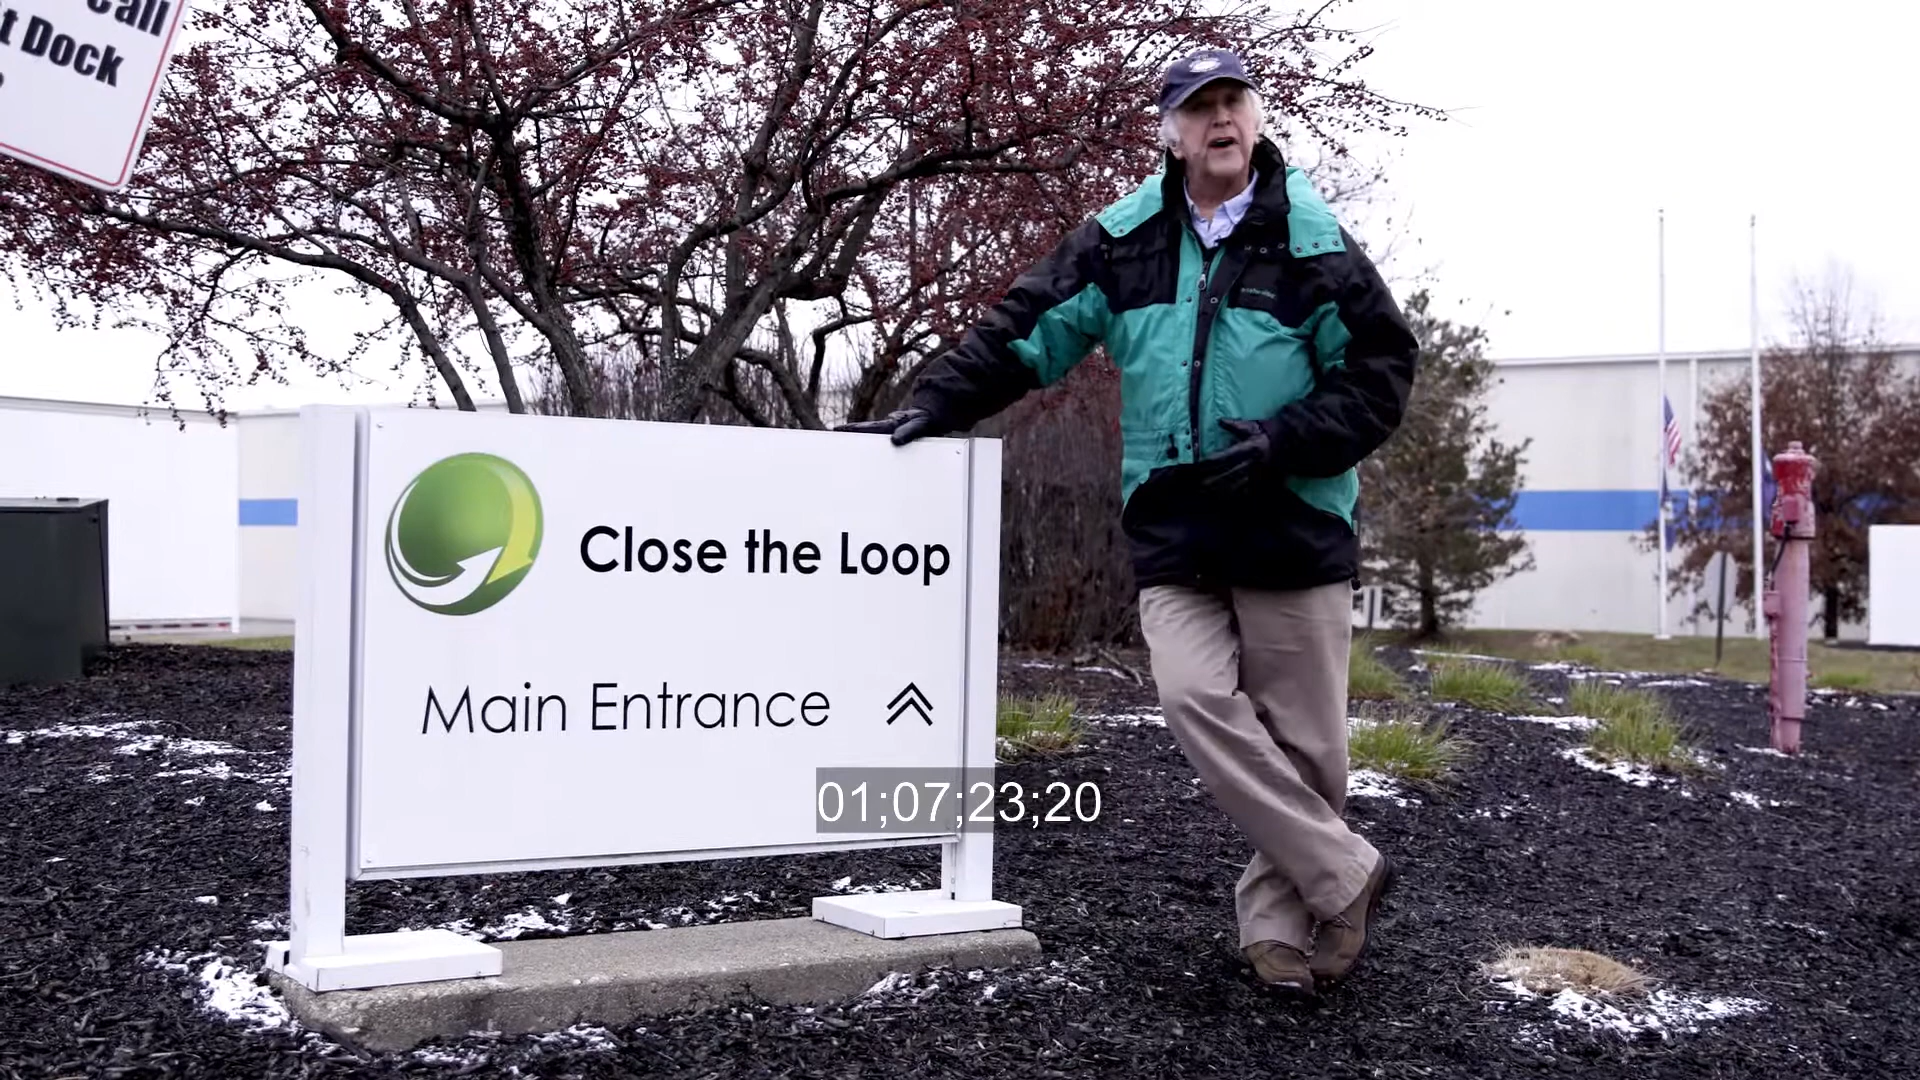 Call
t Dock
Close the Loop
Main Entrance
01;07;23;20